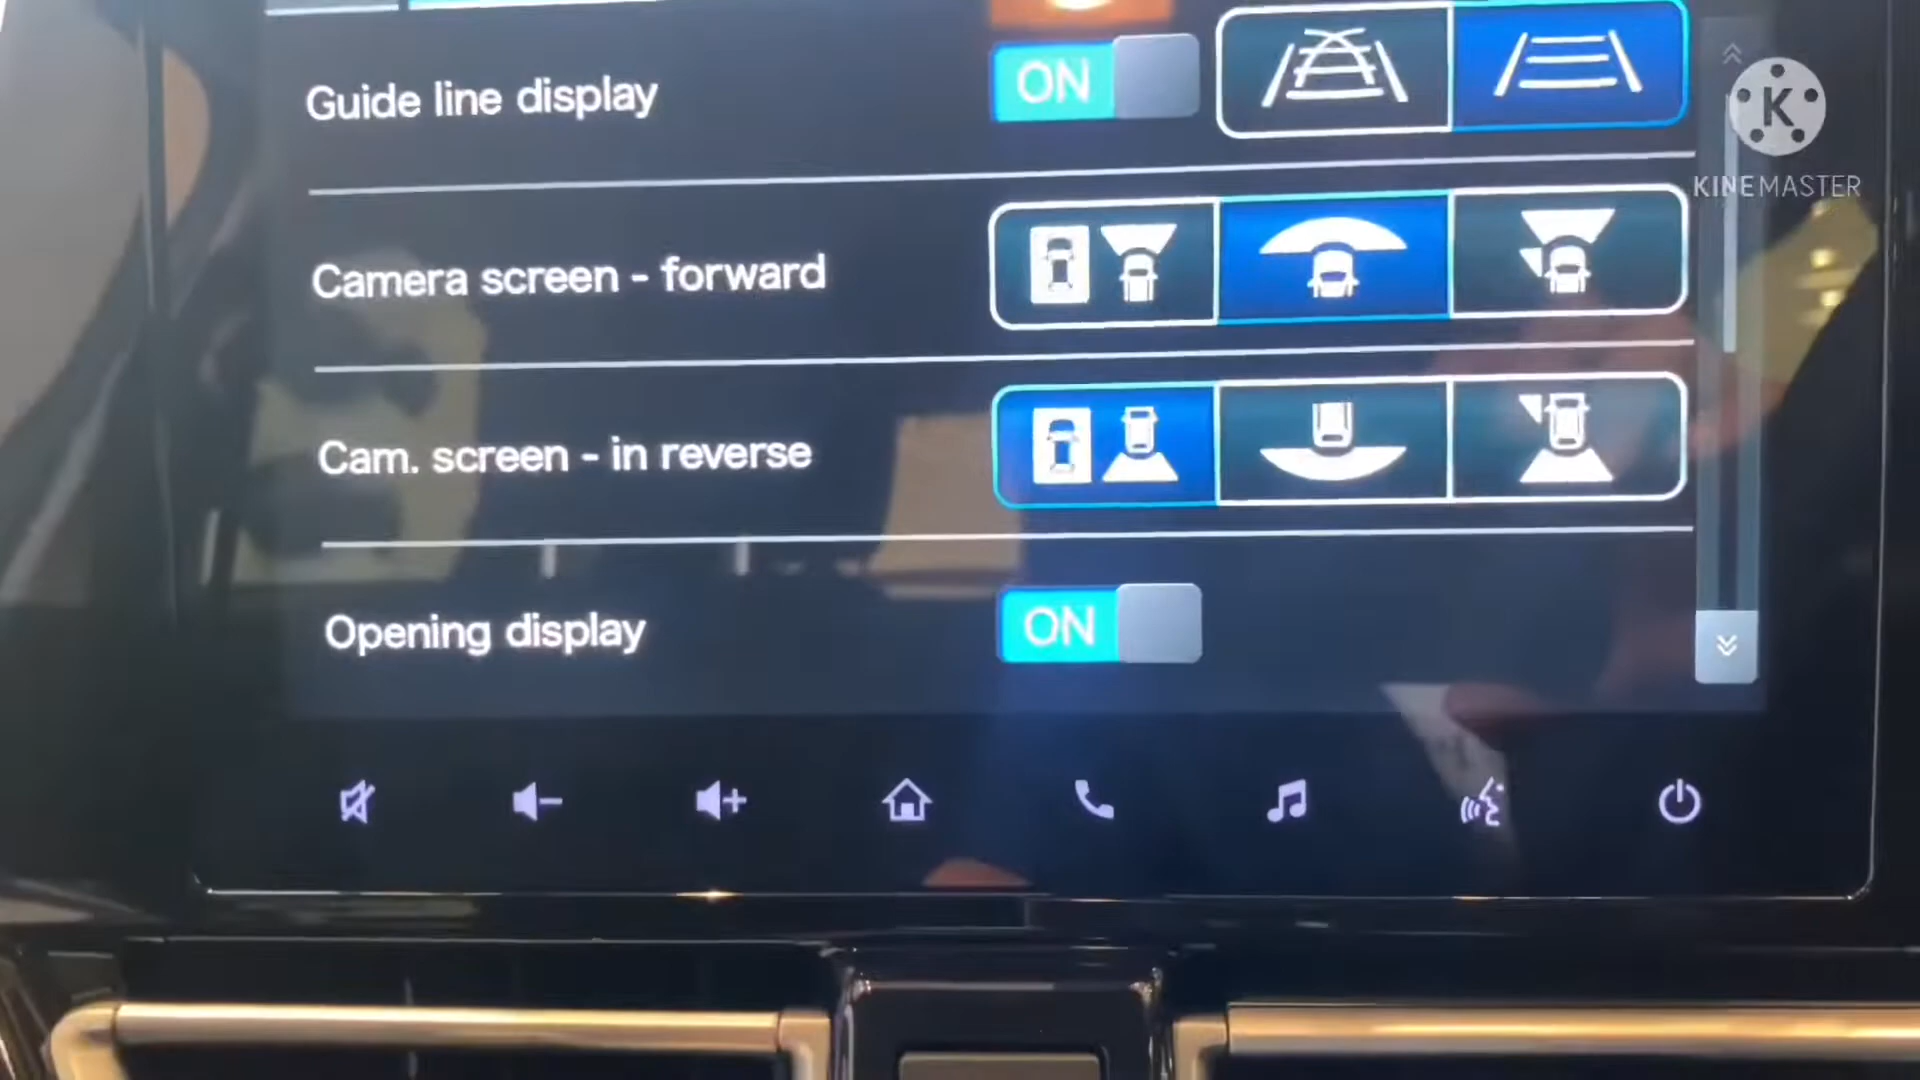 Guide line display
ON
K
KINEMASTER
Camera screen - forward
Cam. screen - in reverse
Opening display
ON